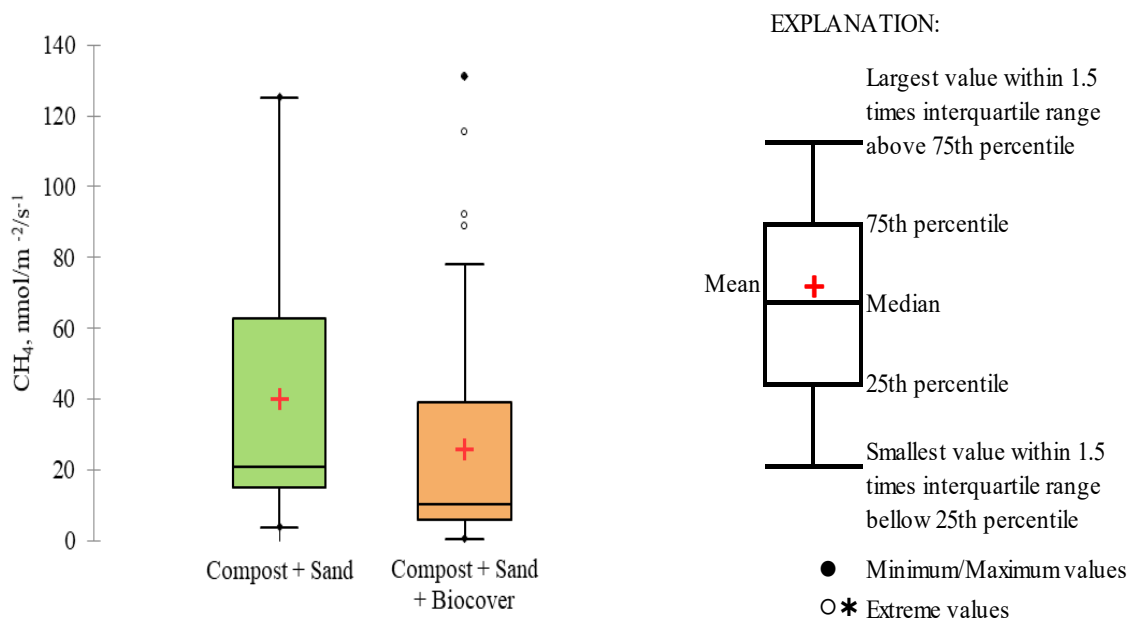 EXPLANATION:
140
120
100
80
60
40
20
0
CH₄, nmol/m ⁻²/s⁻¹
Compost + Sand
Compost + Sand
+ Biocover
Largest value within 1.5
times interquartile range
above 75th percentile
75th percentile
Mean
Median
25th percentile
Smallest value within 1.5
times interquartile range
bellow 25th percentile
Minimum/Maximum values
Extreme values